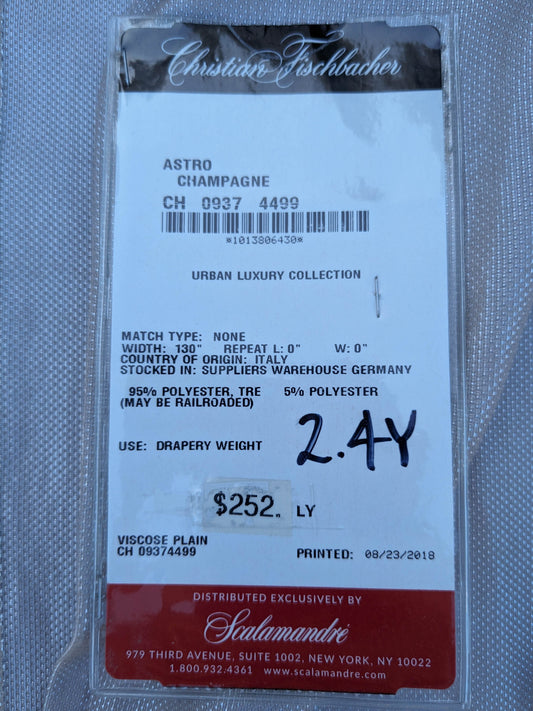 Christian Fischbacher
ASTRO
CHAMPAGNE
CH 0937 4499
*1013806430*
URBAN LUXURY COLLECTION
MATCH TYPE: NONE
WIDTH: 130" REPEAT L: 0" W: 0"
COUNTRY OF ORIGIN: ITALY
STOCKED IN: SUPPLIERS WAREHOUSE GERMANY
95% POLYESTER, TRE 5% POLYESTER
(MAY BE RAILROADED)
USE: DRAPERY WEIGHT
2.4Y
$252. LY
VISCOSE PLAIN
CH 09374499 PRINTED: 08/23/2018
DISTRIBUTED EXCLUSIVELY BY
Scalamandré
979 THIRD AVENUE, SUITE 1002, NEW YORK, NY 10022
1.800.932.4361 www.scalamandre.com